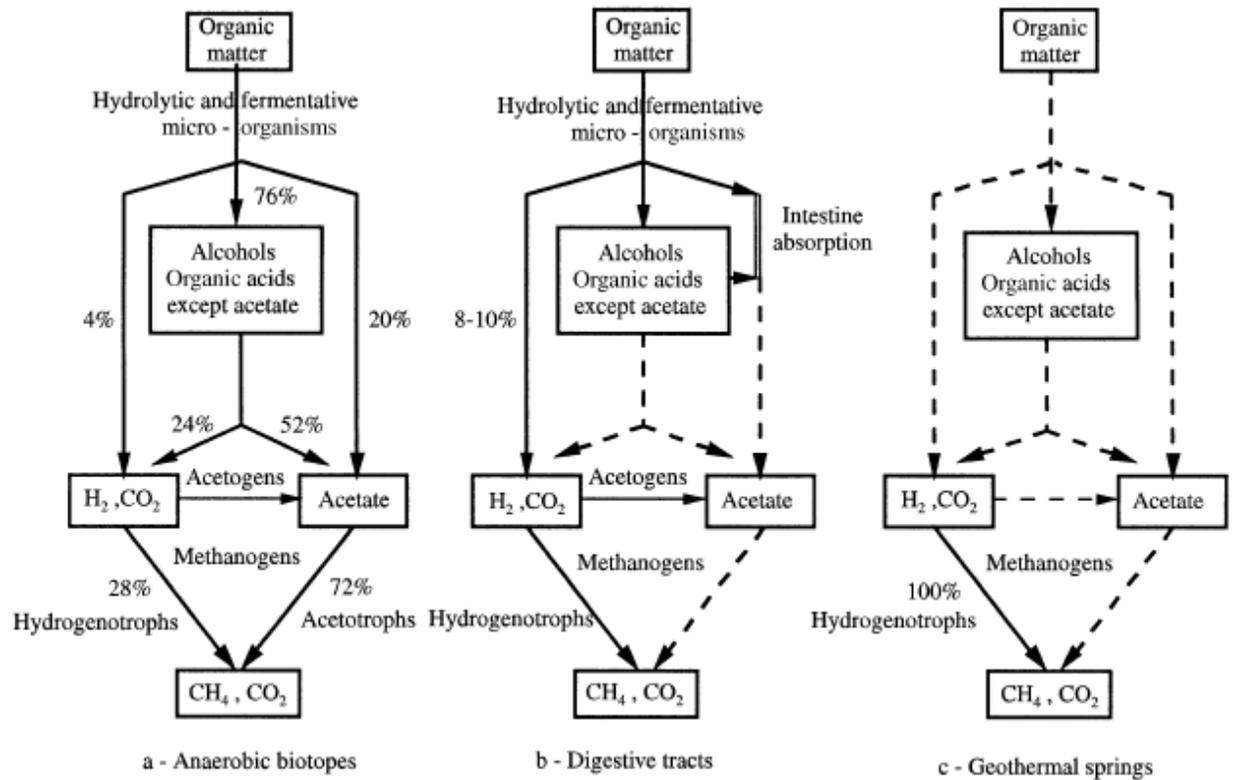 Organic
matter
Hydrolytic and fermentative
micro - organisms
76%
Alcohols
Organic acids
except acetate
4%
20%
24%
52%
H₂ ,CO₂
Acetogens
Acetate
Methanogens
28%
72%
Hydrogenotrophs
Acetotrophs
CH₄ , CO₂
a - Anaerobic biotopes
Organic
matter
Hydrolytic and fermentative
micro - organisms
Intestine
absorption
Alcohols
Organic acids
except acetate
8-10%
H₂ ,CO₂
Acetogens
Acetate
Methanogens
Hydrogenotrophs
CH₄ , CO₂
b - Digestive tracts
Organic
matter
Alcohols
Organic acids
except acetate
H₂ ,CO₂
Acetate
Methanogens
100%
Hydrogenotrophs
CH₄ , CO₂
c - Geothermal springs